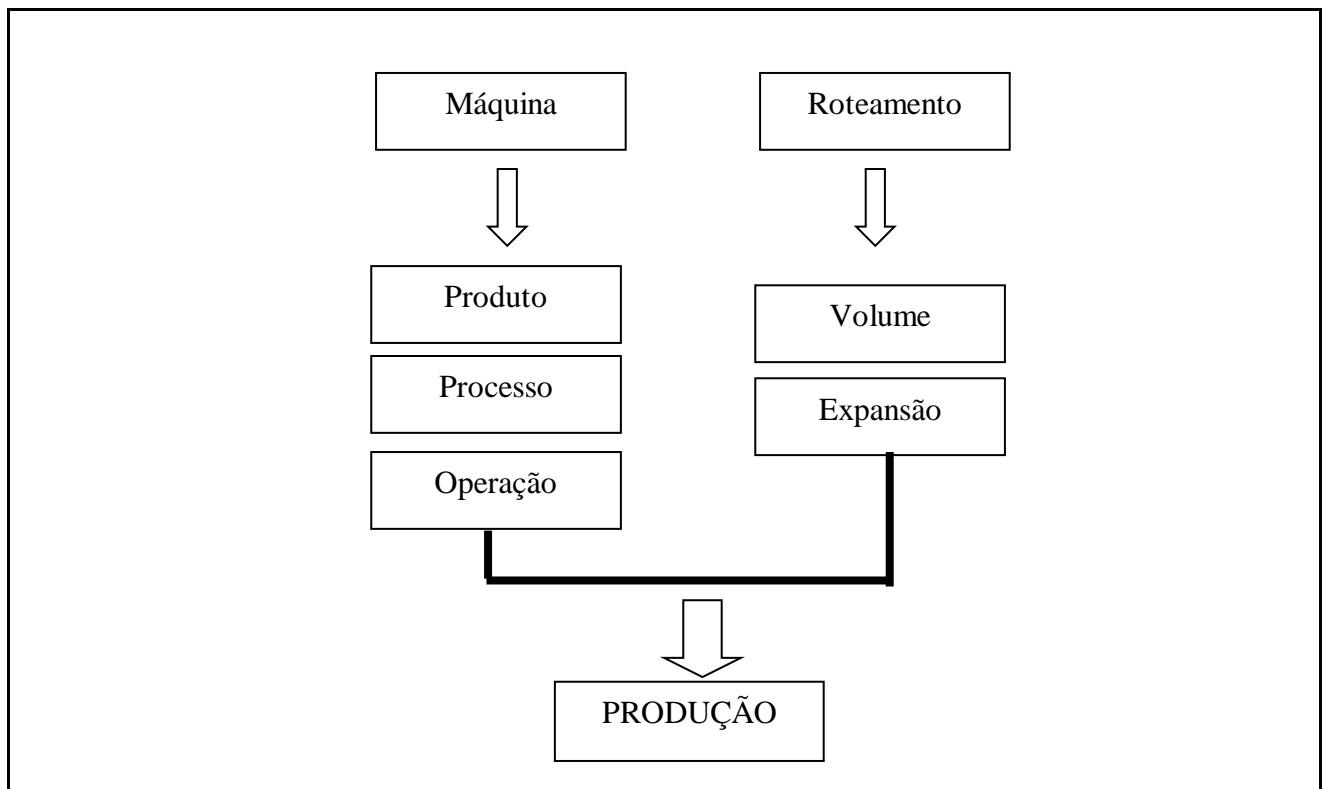 Máquina
Roteamento
Produto
Processo
Operação
Volume
Expansão
PRODUÇÃO